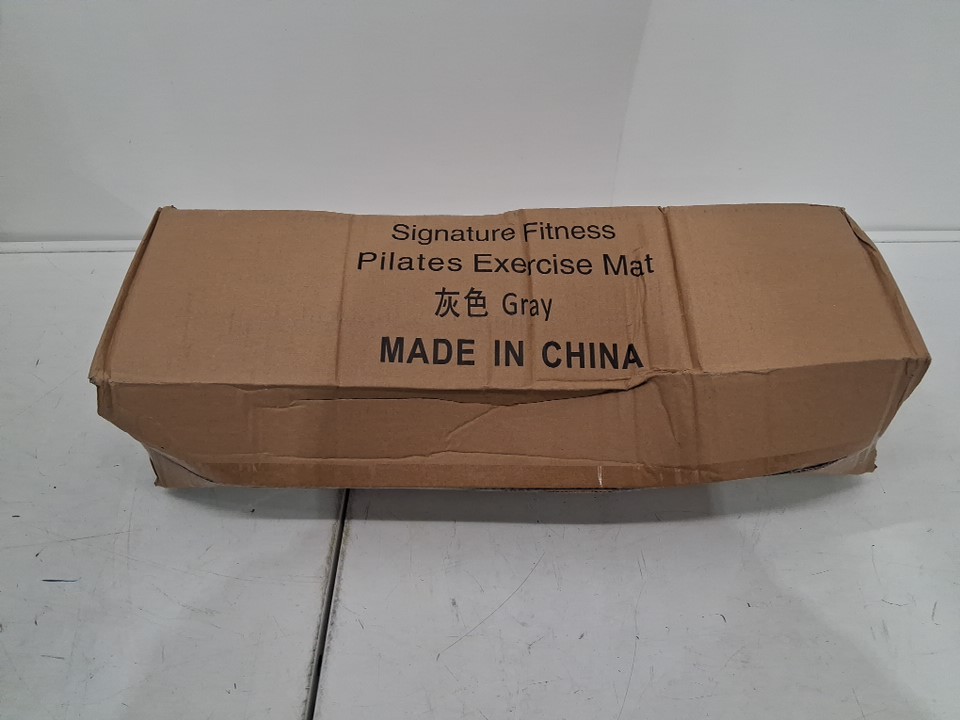 Signature Fitness
Pilates Exercise Mat
灰色 Gray
MADE IN CHINA